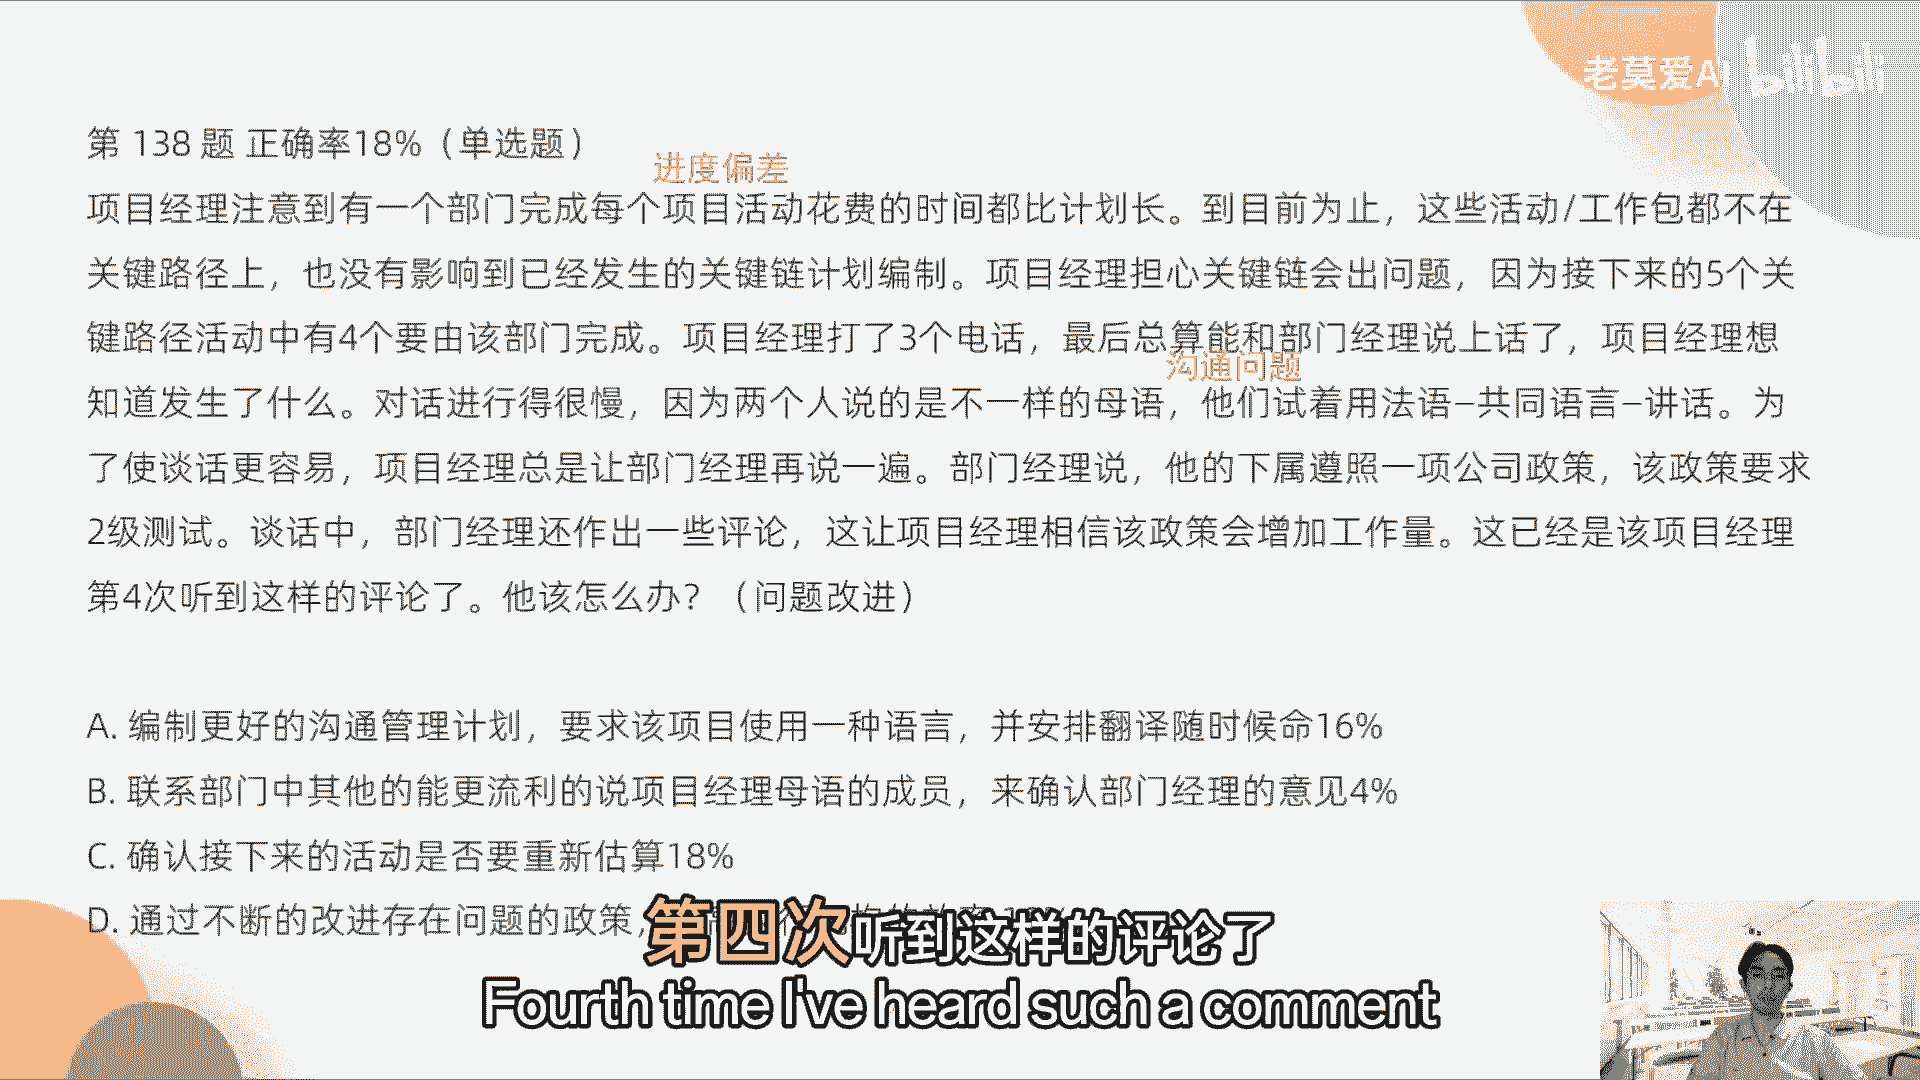 老莫爱AI bilibili
第 138 题 正确率18%（单选题）
进度偏差
项目经理注意到有一个部门完成每个项目活动花费的时间都比计划长。到目前为止，这些活动/工作包都不在
关键路径上，也没有影响到已经发生的关键链计划编制。项目经理担心关键链会出问题，因为接下来的5个关
键路径活动中有4个要由该部门完成。项目经理打了3个电话，最后总算能和部门经理说上话了，项目经理想
沟通问题
知道发生了什么。对话进行得很慢，因为两个人说的是不一样的母语，他们试着用法语–共同语言–讲话。为
了使谈话更容易，项目经理总是让部门经理再说一遍。部门经理说，他的下属遵照一项公司政策，该政策要求
2级测试。谈话中，部门经理还作出一些评论，这让项目经理相信该政策会增加工作量。这已经是该项目经理
第4次听到这样的评论了。他该怎么办？（问题改进）
A. 编制更好的沟通管理计划，要求该项目使用一种语言，并安排翻译随时候命16%
B. 联系部门中其他的能更流利的说项目经理母语的成员，来确认部门经理的意见4%
C. 确认接下来的活动是否要重新估算18%
D. 通过不断的改进存在问题的政策，
第四次听到这样的评论了
Fourth time I've heard such a comment